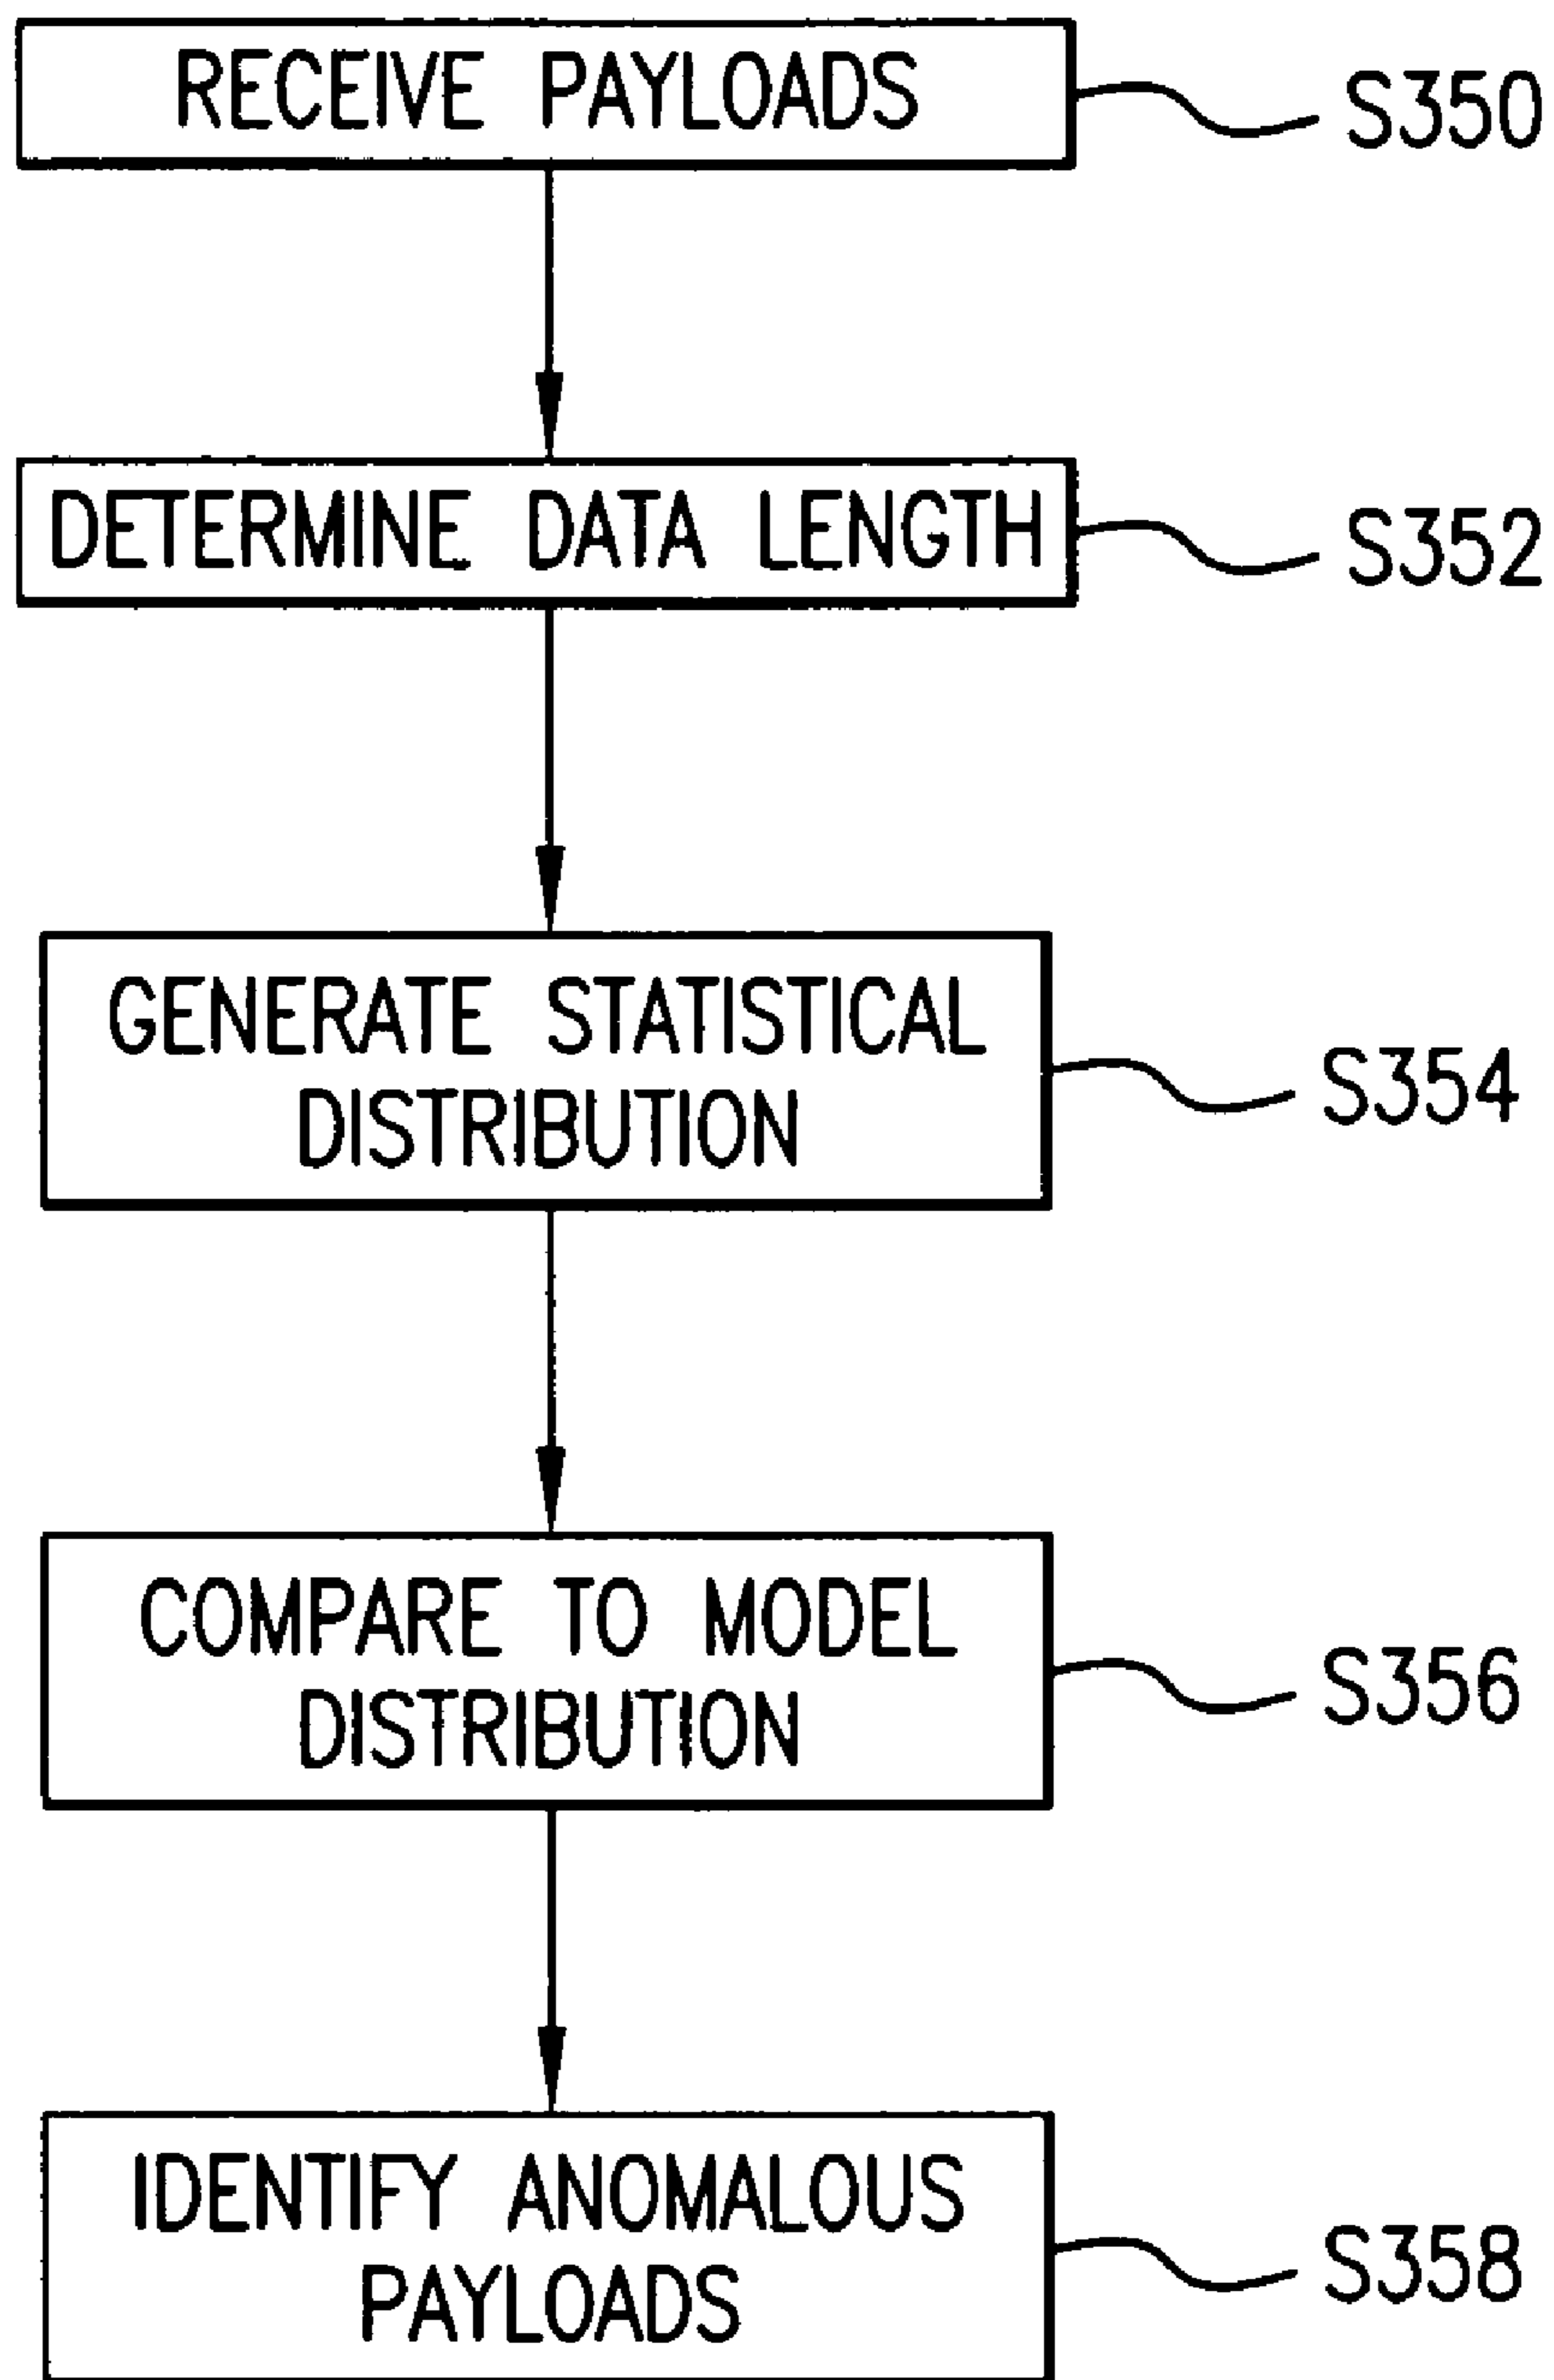 RECEIVE PAYLOADS
S350
DETERMINE DATA LENGTH
S352
GENERATE STATISTICAL
DISTRIBUTION
S354
COMPARE TO MODEL
DISTRIBUTION
S356
IDENTIFY ANOMALOUS
PAYLOADS
S358